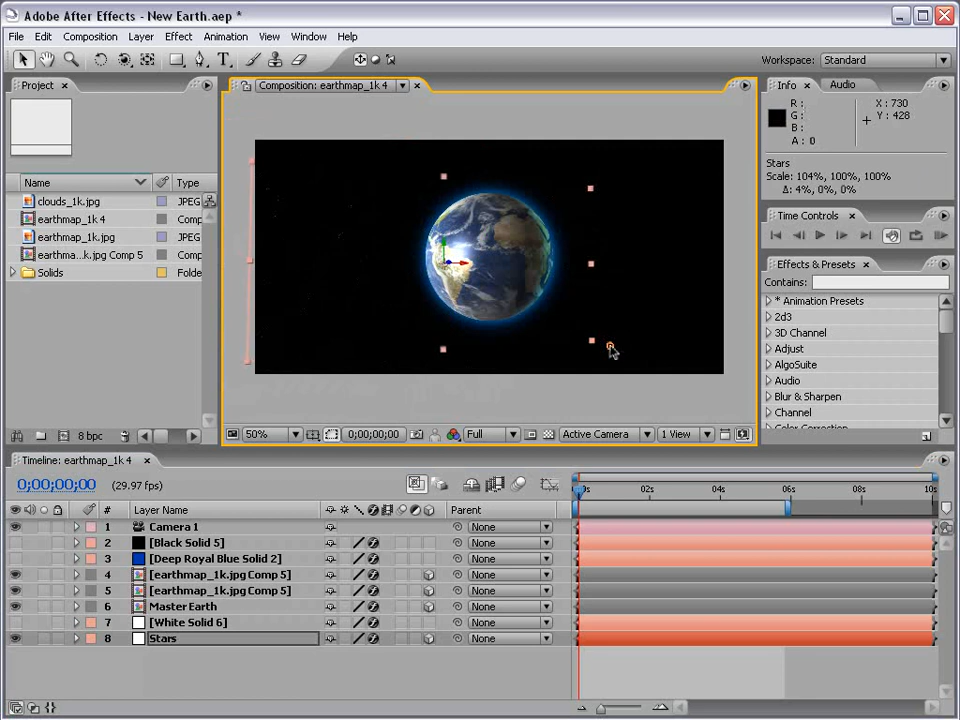 Adobe After Effects - New Earth.aep *
File Edit Composition Layer Effect Animation View Window Help
Workspace: Standard
Project
Composition: earthmap_1k 4
Info Audio
R :
G :
B :
A : 0
X : 730
Y : 428
Stars
Scale: 104%, 100%, 100%
Δ: 4%, 0%, 0%
Name Type
clouds_1k.jpg JPEG
earthmap_1k 4 Comp
earthmap_1k.jpg JPEG
earthma...k.jpg Comp 5 Comp
Solids Folde
Time Controls
Effects & Presets
Contains:
* Animation Presets
2d3
3D Channel
Adjust
AlgoSuite
Audio
Blur & Sharpen
Channel
Color Correction
8 bpc
50% 0;00;00;00 Full Active Camera 1 View
Timeline: earthmap_1k 4
0;00;00;00 (29.97 fps)
02s 04s 06s 08s 10s
# Layer Name Parent
1 Camera 1 None
2 [Black Solid 5] None
3 [Deep Royal Blue Solid 2] None
4 [earthmap_1k.jpg Comp 5] None
5 [earthmap_1k.jpg Comp 5] None
6 Master Earth None
7 [White Solid 6] None
8 Stars None